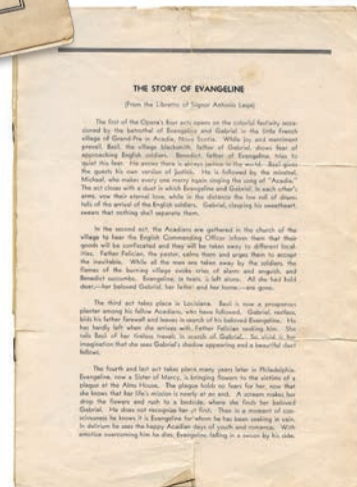 THE STORY OF EVANGELINE
(From the Libretto of Signor Antonio Lega)
The first of the Opera's four acts opens on the colorful festivity
sioned by the betrothal of Evangeline and Gabriel in the little french
village of Grand-Pre in Acadia, Nova Scotia. While joy and merriment
prevail, Basil, the village blacksmith, father of Gabriel, shows fear of
approaching English soldiers. Benedict, father of Evangeline, tries to
quiet this fear. He avows there is justice in the world. Basil gives
the guests his own version of justice. He is followed by the minstrel,
Michael, who makes every one merry again singing the song of "Acadie."
The act closes with a duet in which Evangeline and Gabriel, in each other's
arms, vow their eternal love, while in the distance the low roll of drums
tells of the arrival of the English soldiers. Gabriel, clasping his sweetheart,
swears that nothing shall separate them.
In the second act, the Acadians are gathered in the church of the
village to hear the English Commanding Officer inform them that their
goods will be confiscated and they will be taken away to different local-
ities. Father Felician, the pastor, calms them and urges them to accept
the inevitable. While all the men are taken away by the soldiers, the
flames of the burning village evoke cries of alarm and anguish, and
Benedict succumbs. Evangeline, in tears, is left alone. All she had held
dear,—her beloved Gabriel, her father and her home,—are gone.
The third act takes place in Louisiana. Basil is now a prosperous
planter among his fellow Acadians, who have followed. Gabriel, restless,
bids his father farewell and leaves in search of his beloved Evangeline. He
has hardly left when she arrives with Father Felician seeking him. She
tells Basil of her tireless travels in search of Gabriel. So vivid is her
imagination that she sees Gabriel's shadow appearing and a beautiful duet
follows.
The fourth and last act takes place many years later in Philadelphia.
Evangeline, now a Sister of Mercy, is bringing flowers to the victims of a
plague at the Alms House. The plague holds no fears for her, now that
she knows that her life's mission is nearly at an end. A scream makes her
drop the flowers and rush to a bedside, where she finds her beloved
Gabriel. He does not recognize her at first. Then in a moment of con-
sciousness he knows it is Evangeline for whom he has been seeking in vain.
In delirium he sees the happy Acadian days of youth and romance. With
emotion overcoming him he dies, Evangeline falling in a swoon by his side.